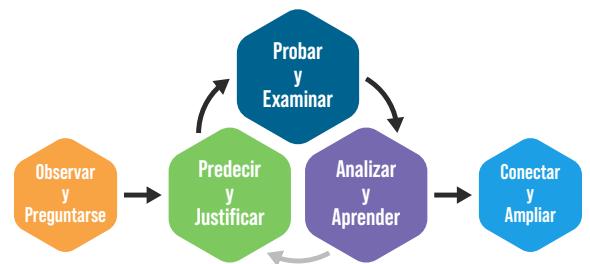 Observar
y
Preguntarse
Predecir
y
Justificar
Probar
y
Examinar
Analizar
y
Aprender
Conectar
y
Ampliar